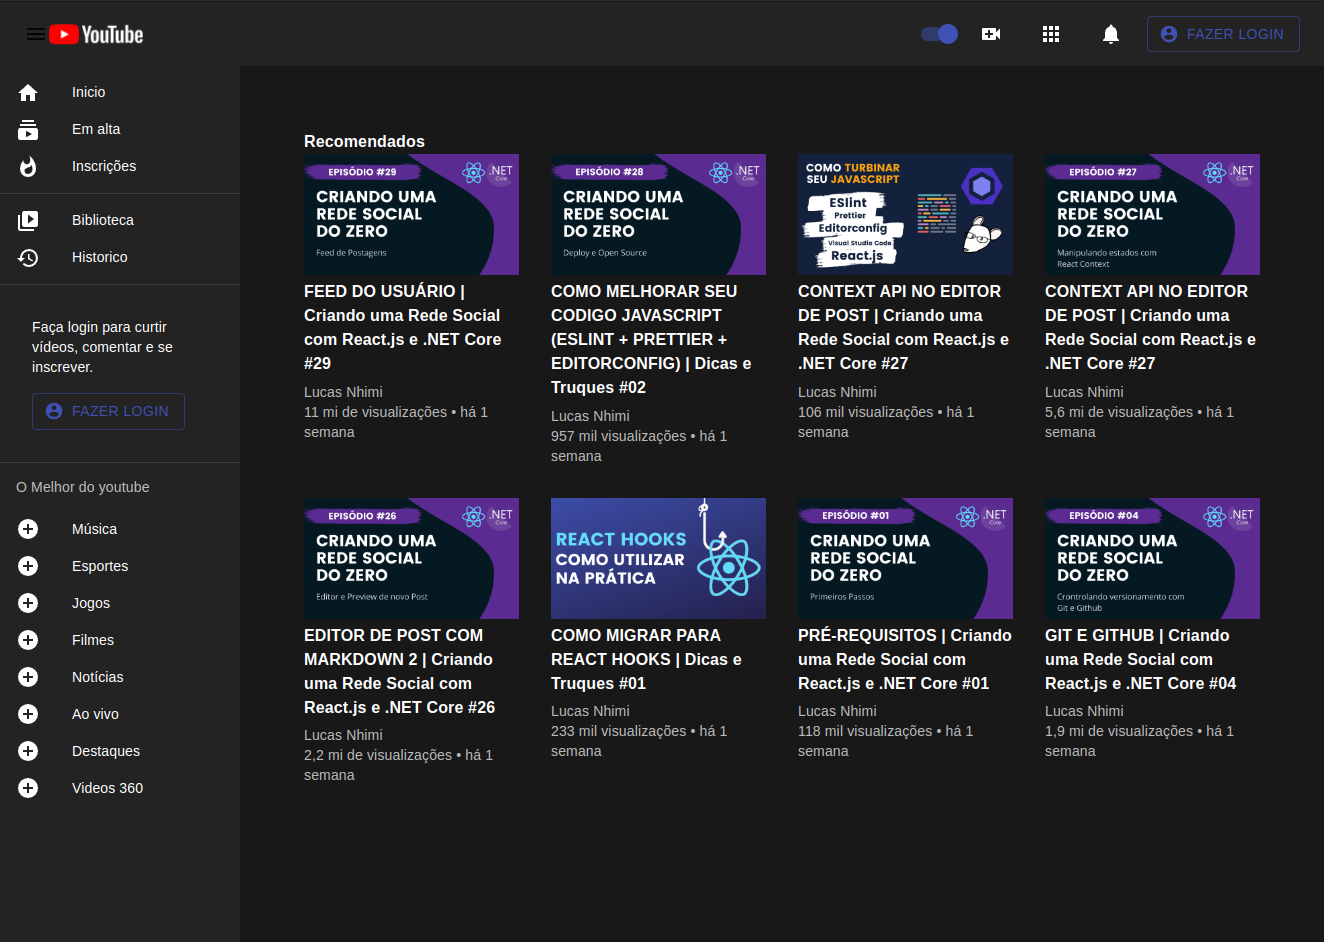 YouTube
FAZER LOGIN
Inicio
Em alta
Inscrições
Biblioteca
Historico
Faça login para curtir
vídeos, comentar e se
inscrever.
FAZER LOGIN
O Melhor do youtube
Música
Esportes
Jogos
Filmes
Notícias
Ao vivo
Destaques
Videos 360
Recomendados
EPISÓDIO #29
.NET
Core
CRIANDO UMA
REDE SOCIAL
DO ZERO
Feed de Postagens
FEED DO USUÁRIO |
Criando uma Rede Social
com React.js e .NET Core
#29
Lucas Nhimi
11 mi de visualizações • há 1
semana
EPISÓDIO #28
.NET
Core
CRIANDO UMA
REDE SOCIAL
DO ZERO
Deploy e Open Source
COMO MELHORAR SEU
CODIGO JAVASCRIPT
(ESLINT + PRETTIER +
EDITORCONFIG) | Dicas e
Truques #02
Lucas Nhimi
957 mil visualizações • há 1
semana
COMO TURBINAR
SEU JAVASCRIPT
ESlint
Prettier
Editorconfig
Visual Studio Code
React.js
CONTEXT API NO EDITOR
DE POST | Criando uma
Rede Social com React.js e
.NET Core #27
Lucas Nhimi
106 mil visualizações • há 1
semana
EPISÓDIO #27
.NET
Core
CRIANDO UMA
REDE SOCIAL
DO ZERO
Manipulando estados com
React Context
CONTEXT API NO EDITOR
DE POST | Criando uma
Rede Social com React.js e
.NET Core #27
Lucas Nhimi
5,6 mi de visualizações • há 1
semana
EPISÓDIO #26
.NET
Core
CRIANDO UMA
REDE SOCIAL
DO ZERO
Editor e Preview de novo Post
EDITOR DE POST COM
MARKDOWN 2 | Criando
uma Rede Social com
React.js e .NET Core #26
Lucas Nhimi
2,2 mi de visualizações • há 1
semana
REACT HOOKS
COMO UTILIZAR
NA PRÁTICA
COMO MIGRAR PARA
REACT HOOKS | Dicas e
Truques #01
Lucas Nhimi
233 mil visualizações • há 1
semana
EPISÓDIO #01
.NET
Core
CRIANDO UMA
REDE SOCIAL
DO ZERO
Primeiros Passos
PRÉ-REQUISITOS | Criando
uma Rede Social com
React.js e .NET Core #01
Lucas Nhimi
118 mil visualizações • há 1
semana
EPISÓDIO #04
.NET
Core
CRIANDO UMA
REDE SOCIAL
DO ZERO
Crontrolando versionamento com
Git e Github
GIT E GITHUB | Criando
uma Rede Social com
React.js e .NET Core #04
Lucas Nhimi
1,9 mi de visualizações • há 1
semana